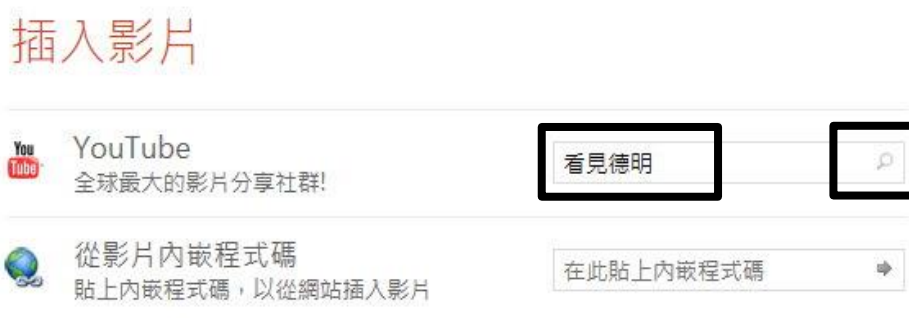 插入影片
You
Tube
YouTube
全球最大的影片分享社群!
看見德明
從影片內嵌程式碼
貼上內嵌程式碼，以從網站插入影片
在此貼上內嵌程式碼